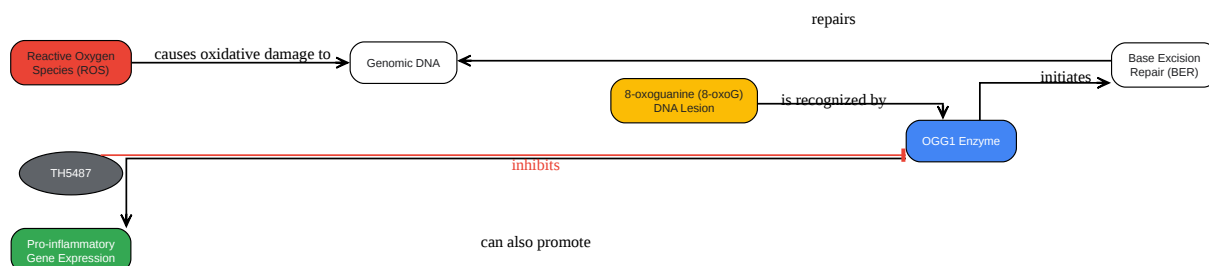 repairs
Reactive Oxygen
Species (ROS)
causes oxidative damage to
Genomic DNA
Base Excision
Repair (BER)
initiates
8-oxoguanine (8-oxoG)
DNA Lesion
is recognized by
OGG1 Enzyme
TH5487
inhibits
Pro-inflammatory
Gene Expression
can also promote